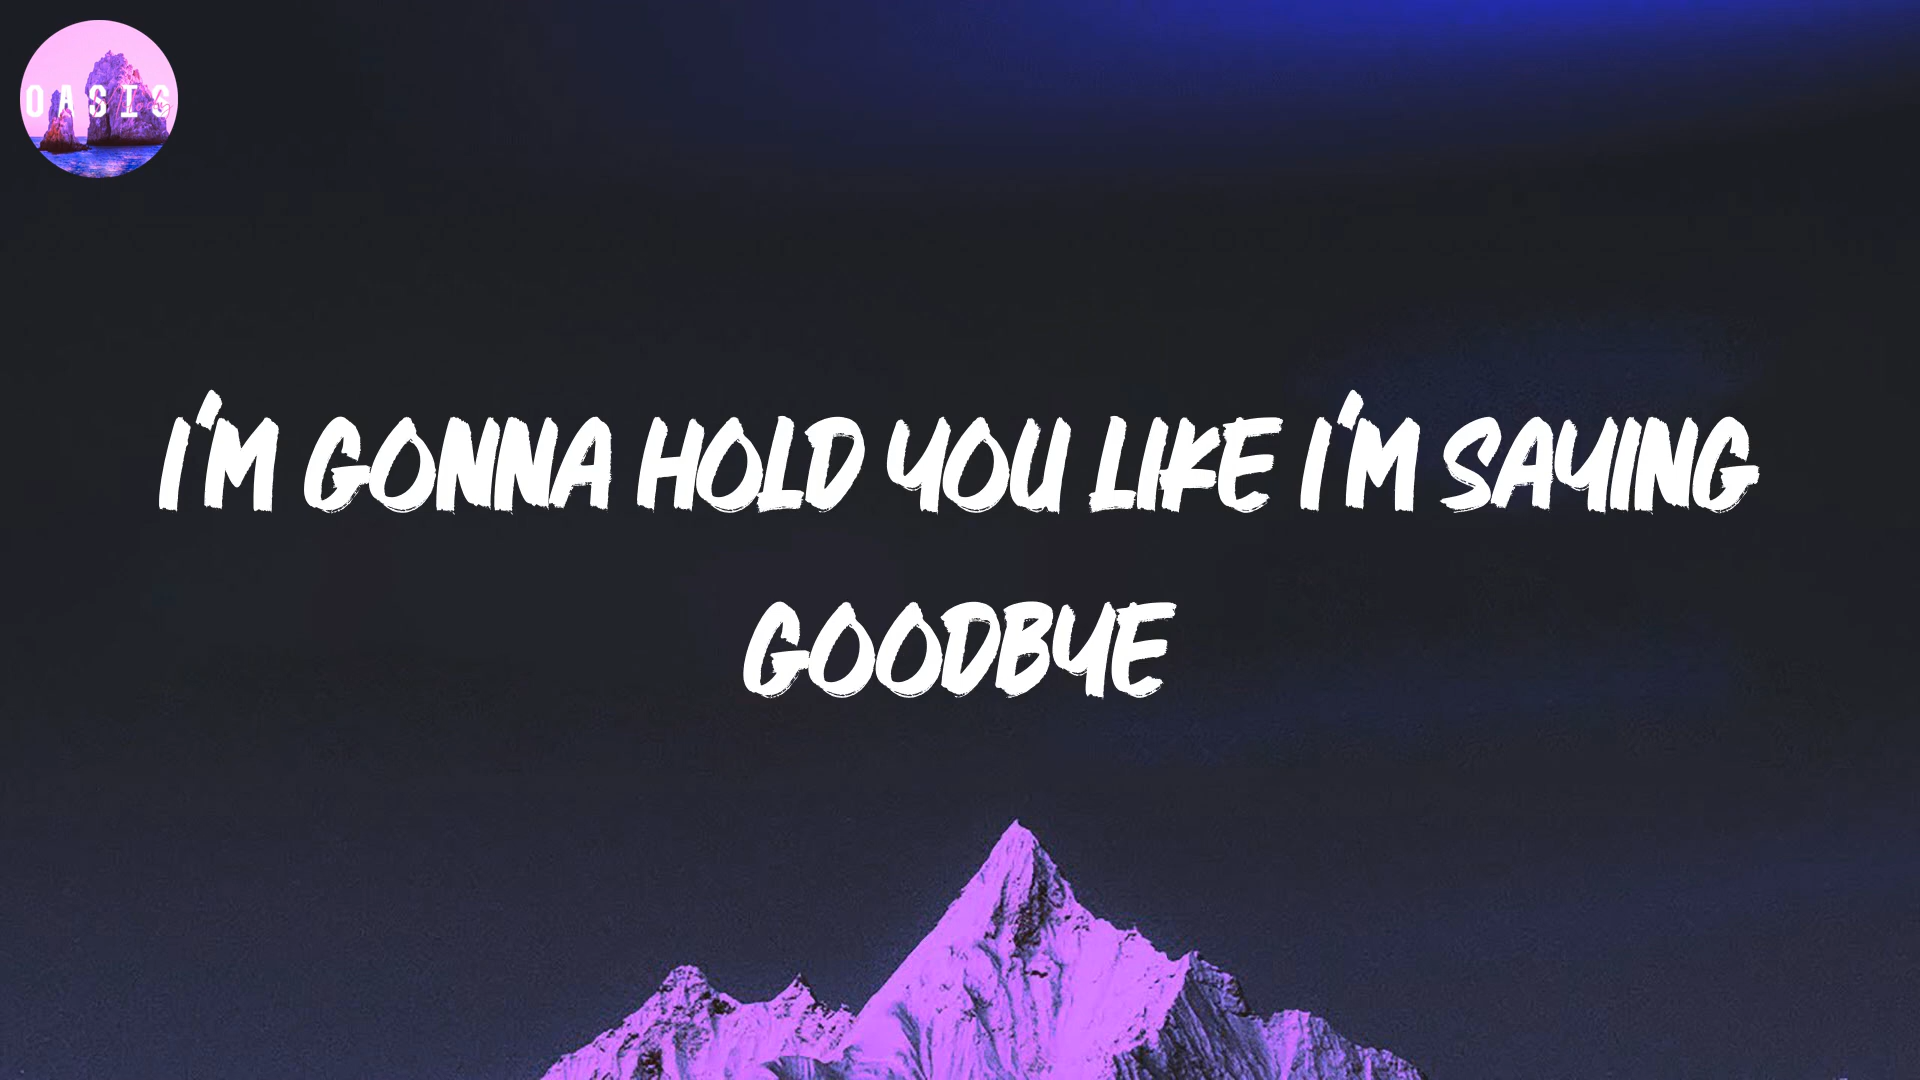 OASIS
I'M GONNA HOLD YOU LIKE I'M SAYING
GOODBYE